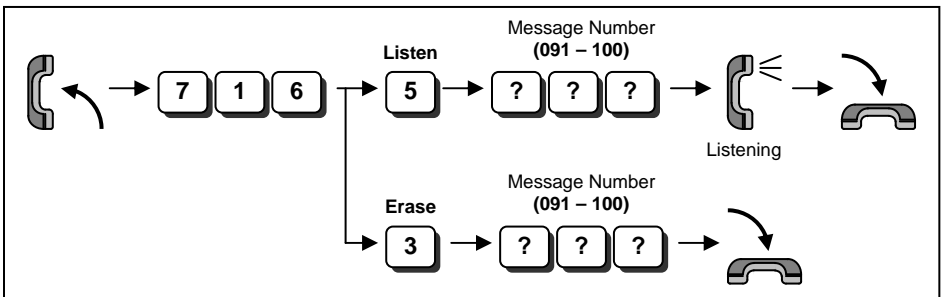 Message Number
Listen (091 – 100)
7 1 6 5 ? ? ?
Listening
Message Number
Erase (091 – 100)
3 ? ? ?